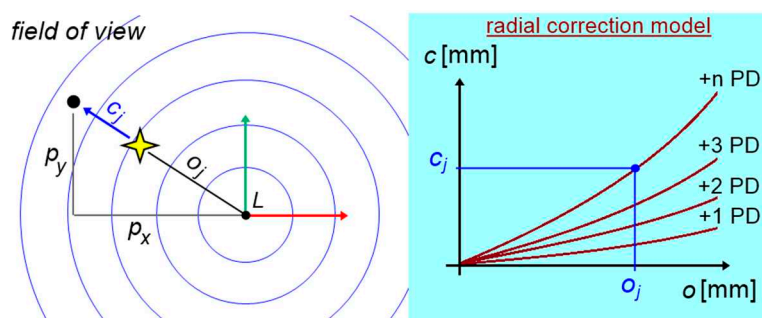 field of view
c_j
o_j
p_y
p_x
L
radial correction model
c [mm]
+n PD
+3 PD
+2 PD
+1 PD
c_j
o_j
o [mm]